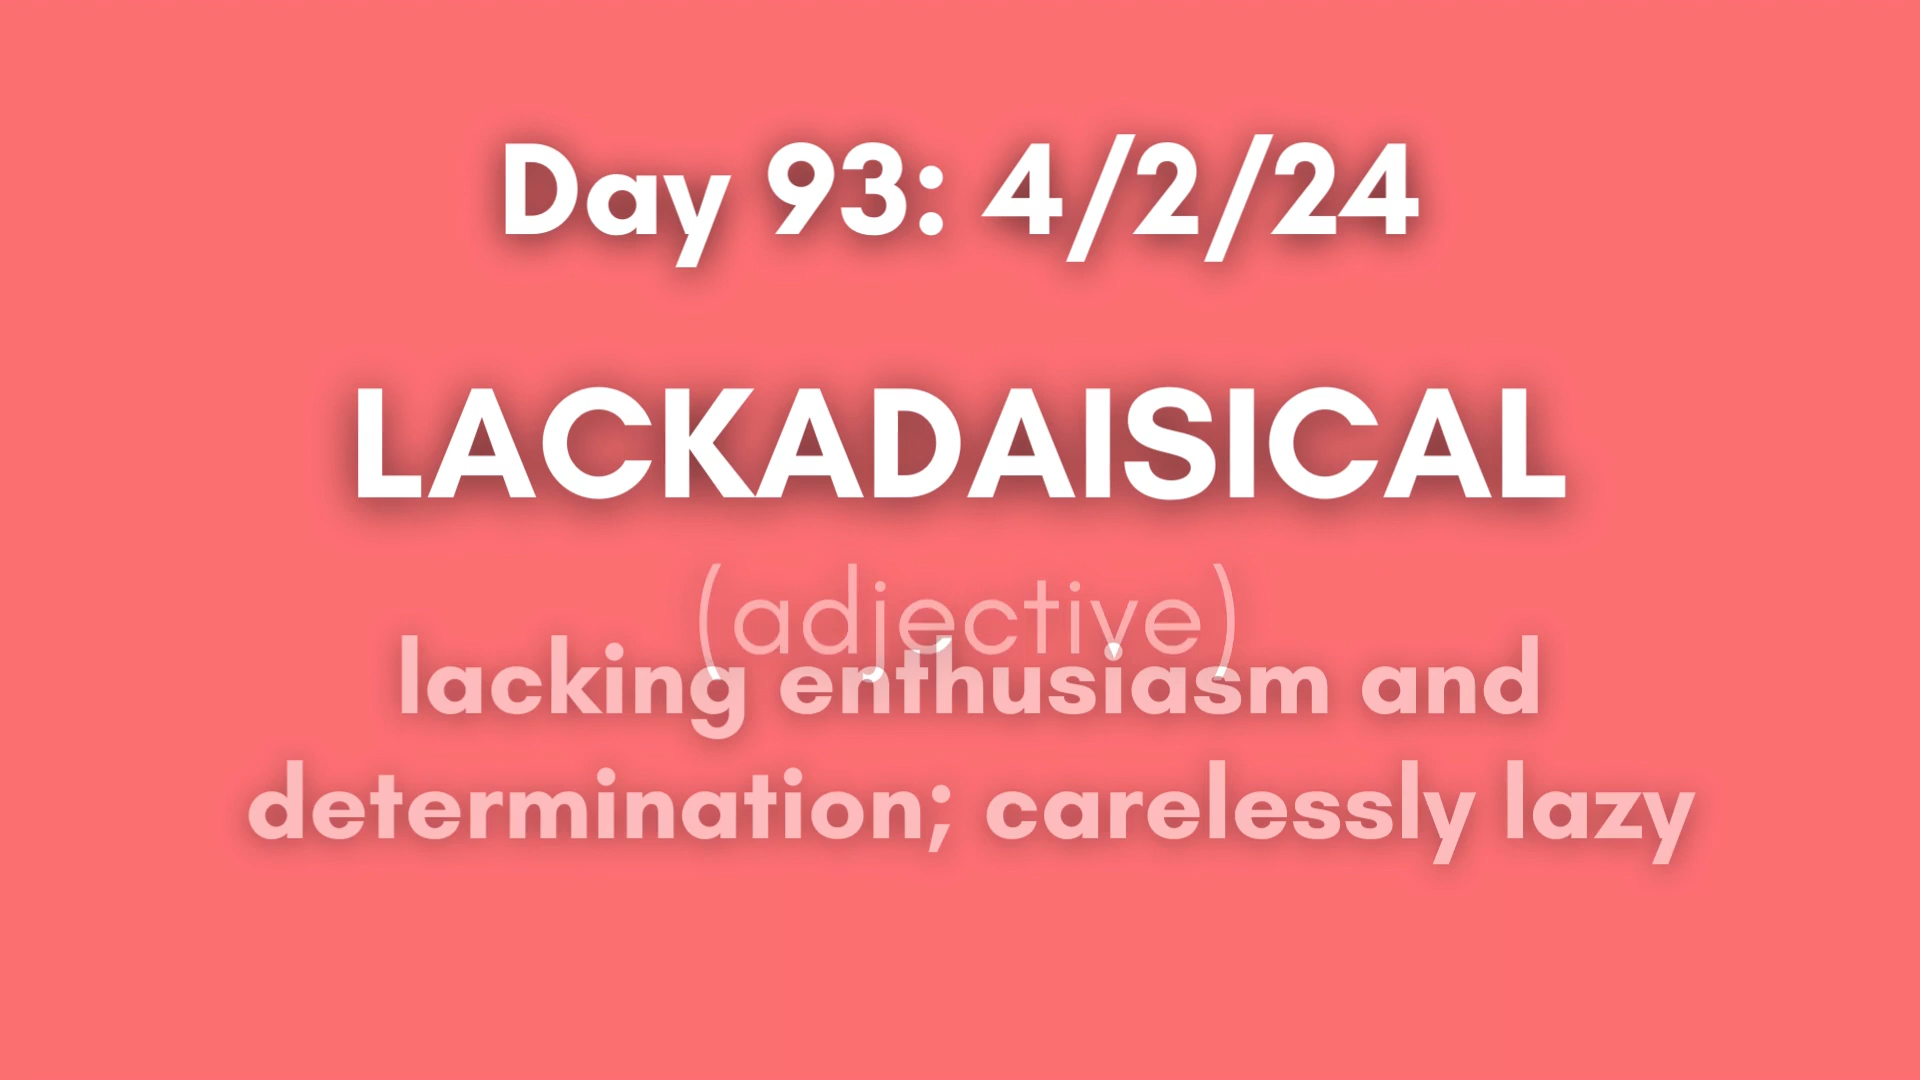 Day 93: 4/2/24
LACKADAISICAL
(adjective)
lacking enthusiasm and
determination; carelessly lazy